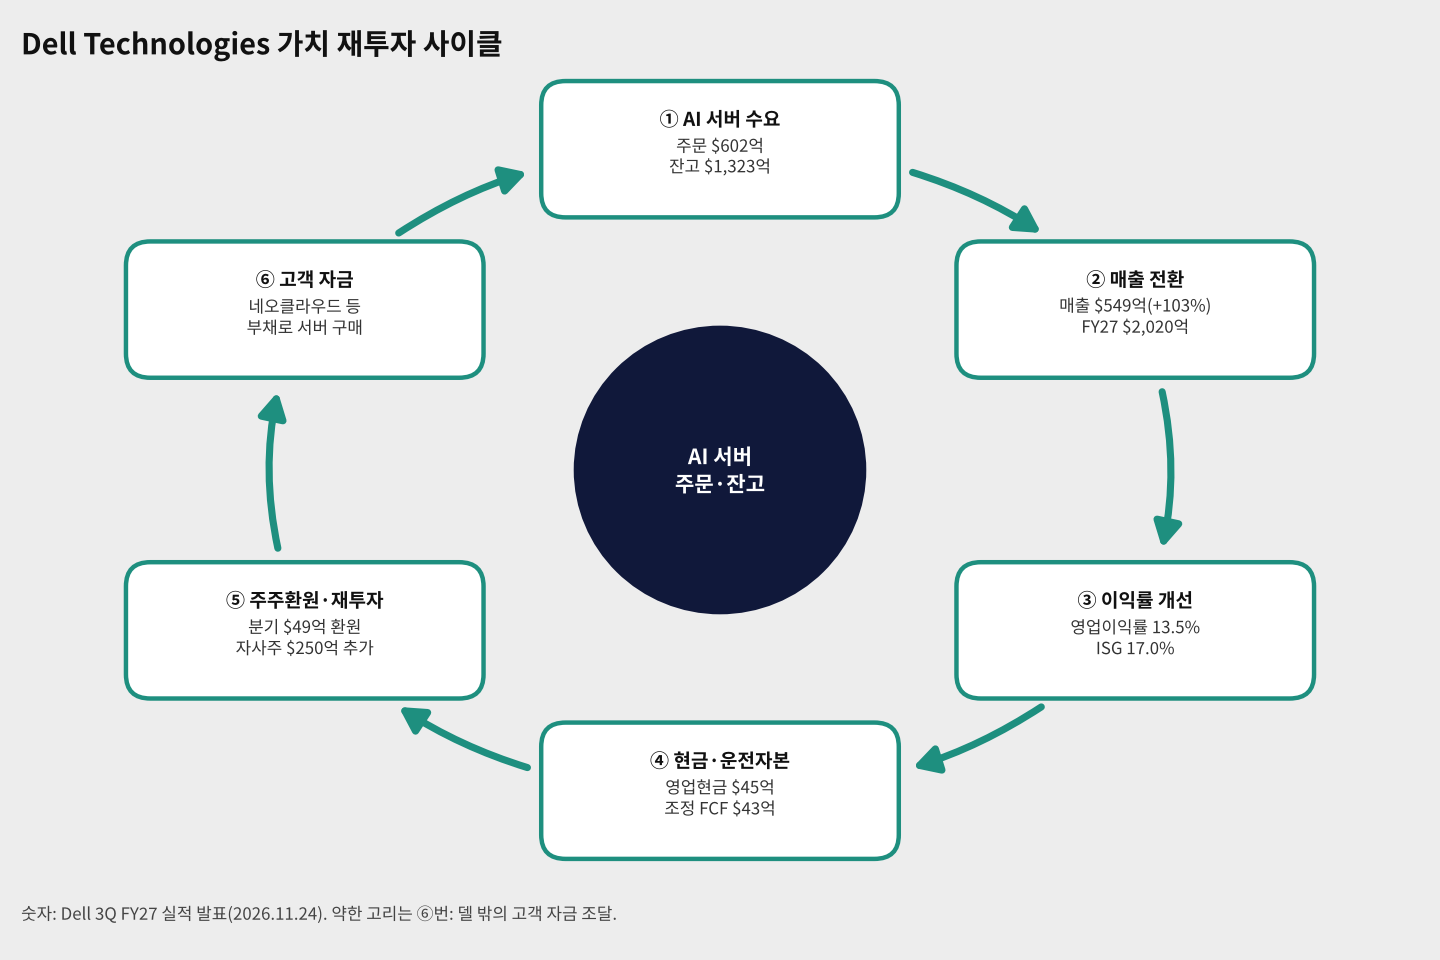 Dell Technologies 가치 재투자 사이클
① AI 서버 수요
주문 $602억
잔고 $1,323억
② 매출 전환
매출 $549억(+103%)
FY27 $2,020억
③ 이익률 개선
영업이익률 13.5%
ISG 17.0%
④ 현금·운전자본
영업현금 $45억
조정 FCF $43억
⑤ 주주환원·재투자
분기 $49억 환원
자사주 $250억 추가
⑥ 고객 자금
네오클라우드 등
부채로 서버 구매
AI 서버
주문·잔고
숫자: Dell 3Q FY27 실적 발표(2026.11.24). 약한 고리는 ⑥번: 델 밖의 고객 자금 조달.